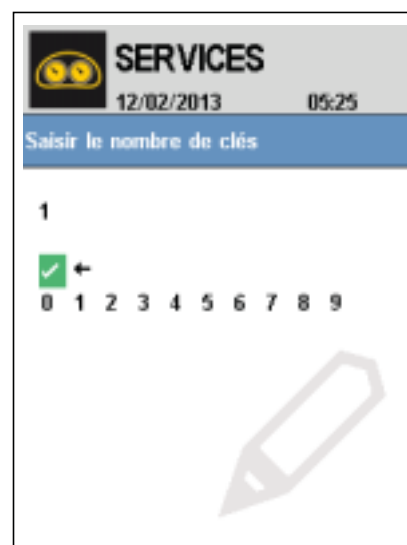 SERVICES
12/02/2013 05:25
Saisir le nombre de clés
1
✓ ←
0 1 2 3 4 5 6 7 8 9